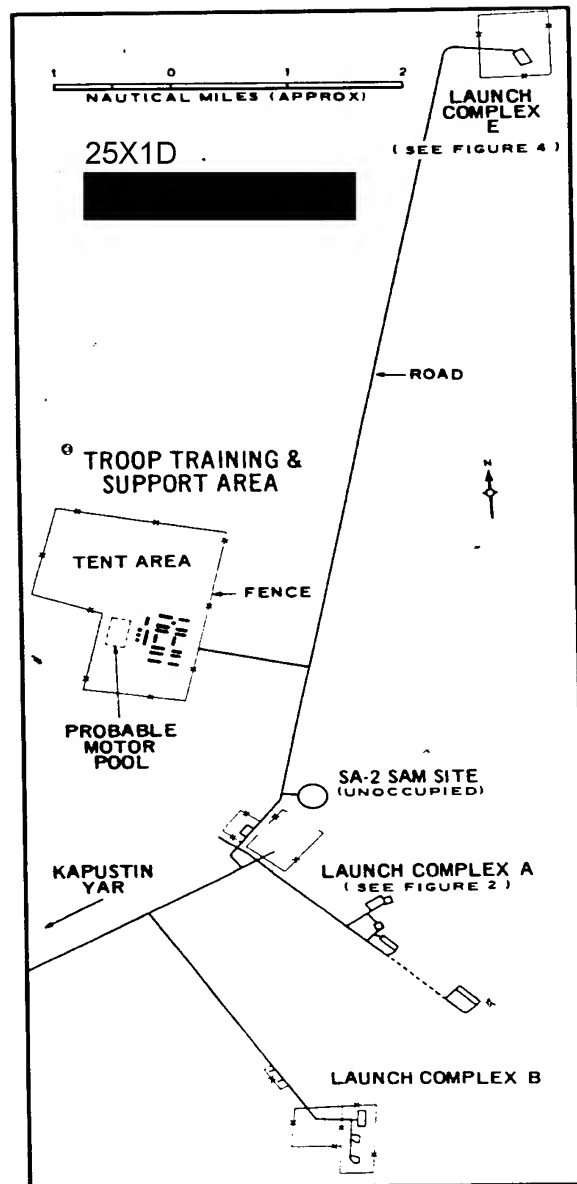 1 0 1 2
NAUTICAL MILES (APPROX)
25X1D
LAUNCH
COMPLEX
E
( SEE FIGURE 4 )
ROAD
N
TROOP TRAINING &
SUPPORT AREA
TENT AREA
FENCE
PROBABLE
MOTOR
POOL
SA-2 SAM SITE
(UNOCCUPIED)
KAPUSTIN
YAR
LAUNCH COMPLEX A
( SEE FIGURE 2 )
LAUNCH COMPLEX B